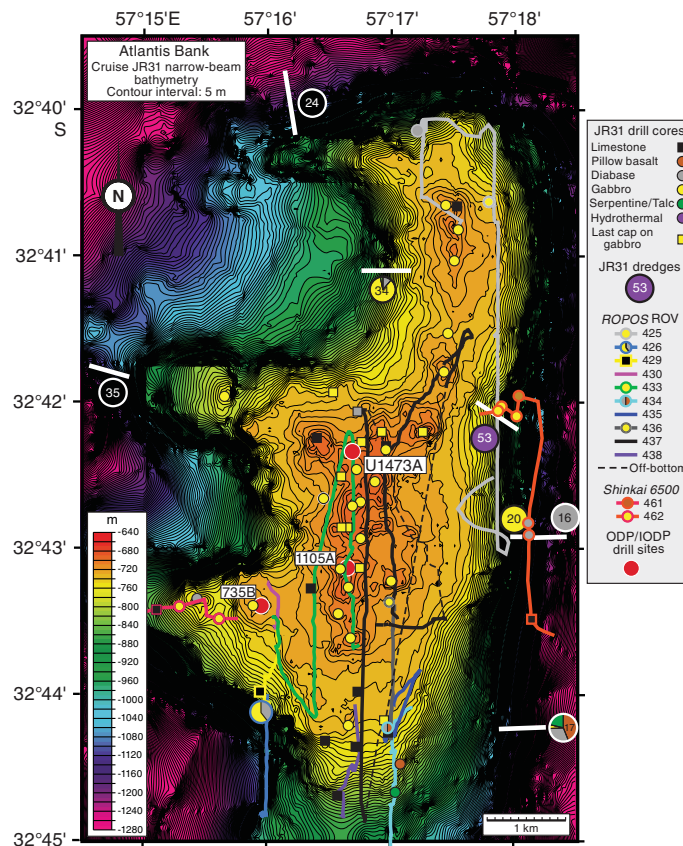 57°15'E 57°16' 57°17' 57°18'
Atlantis Bank
Cruise JR31 narrow-beam
bathymetry
Contour interval: 5 m
24
32°40'
S
N
32°41'
34
35
32°42'
53
U1473A
20
16
32°43'
1105A
735B
32°44'
17
32°45'
1 km
m
-640
-680
-720
-760
-800
-840
-880
-920
-960
-1000
-1040
-1080
-1120
-1160
-1200
-1240
-1280
JR31 drill cores
Limestone
Pillow basalt
Diabase
Gabbro
Serpentine/Talc
Hydrothermal
Last cap on
gabbro
JR31 dredges
53
ROPOS ROV
425
426
429
430
433
434
435
436
437
438
Off-bottom
Shinkai 6500
461
462
ODP/IODP
drill sites